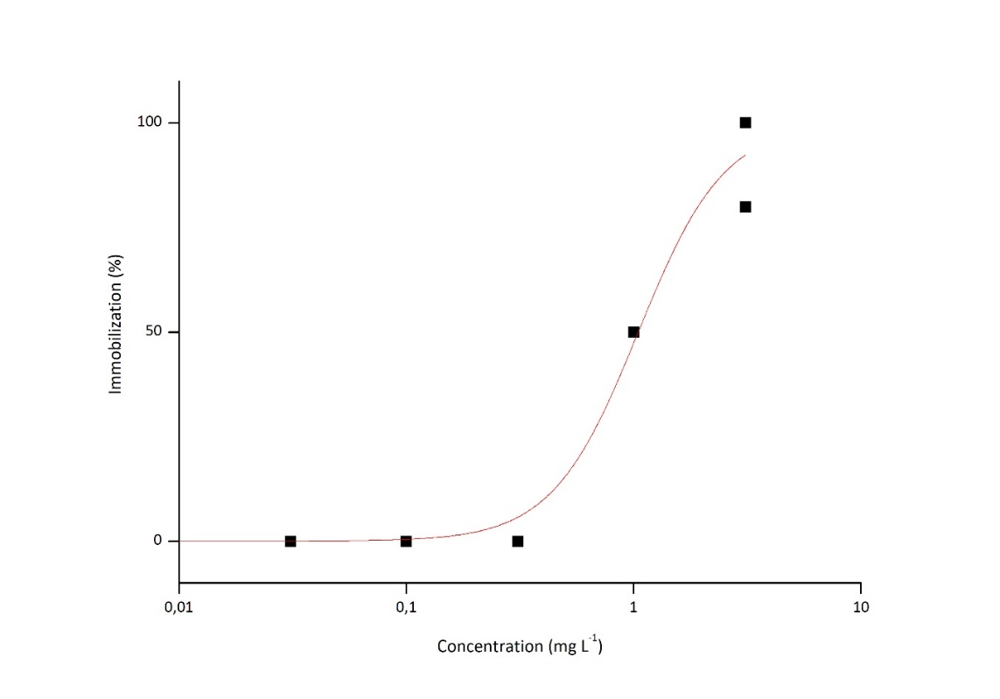 100
50
0
Immobilization (%)
0,01 0,1 1 10
Concentration (mg L⁻¹)